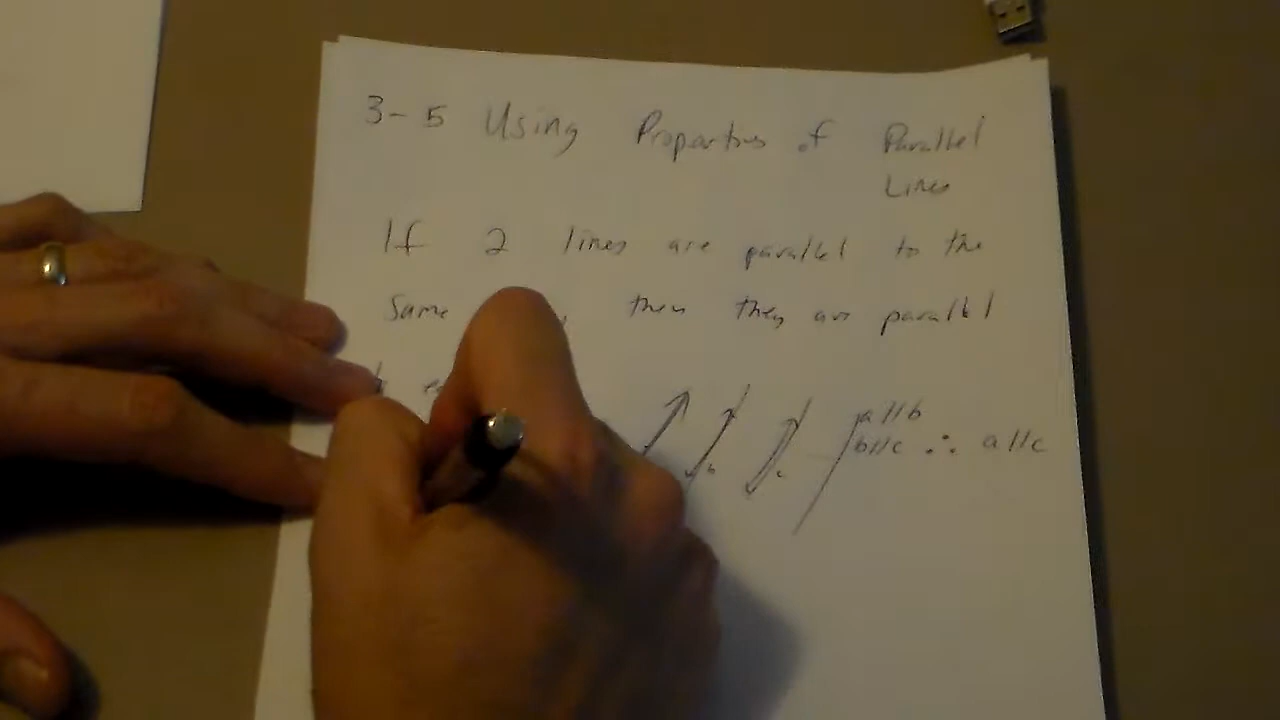 3-5 Using Properties of Parallel
Lines
If 2 lines are parallel to the
same then they are parallel
a//b
b//c ∴ a//c
b
c